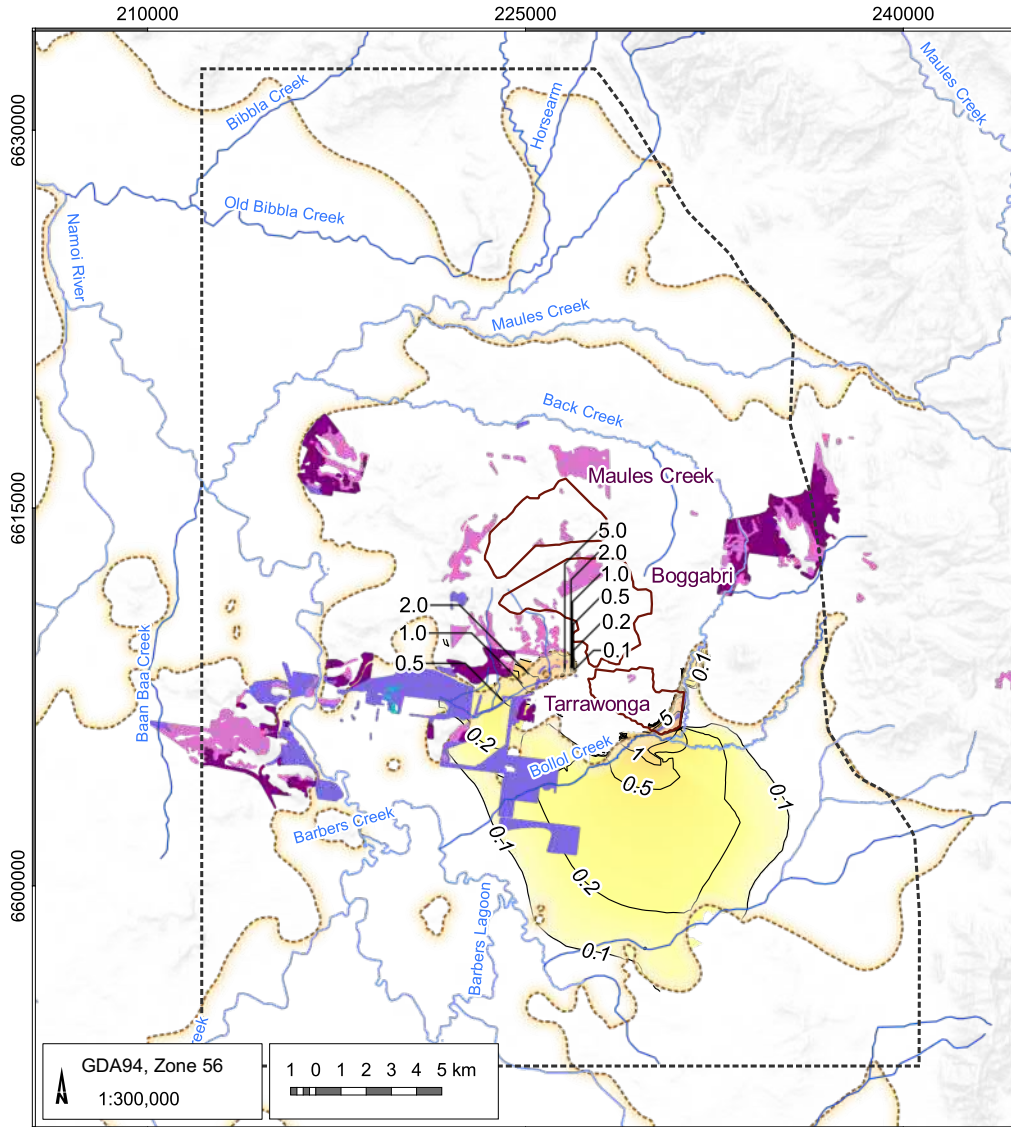 210000
225000
240000
6630000
6615000
6600000
Maules Creek
Bibbla Creek
Horsearm
Old Bibbla Creek
Namoi River
Maules Creek
Back Creek
Maules Creek
5.0
2.0
1.0
0.5
0.2
0.1
Boggabri
2.0
1.0
0.5
0.1
Baan Baa Creek
Tarrawonga
5
0.2
Bollol Creek
1
0.5
0.1
Barbers Creek
0.1
0.2
Barbers Lagoon
0.1
reek
GDA94, Zone 56
N
1:300,000
1 0 1 2 3 4 5 km